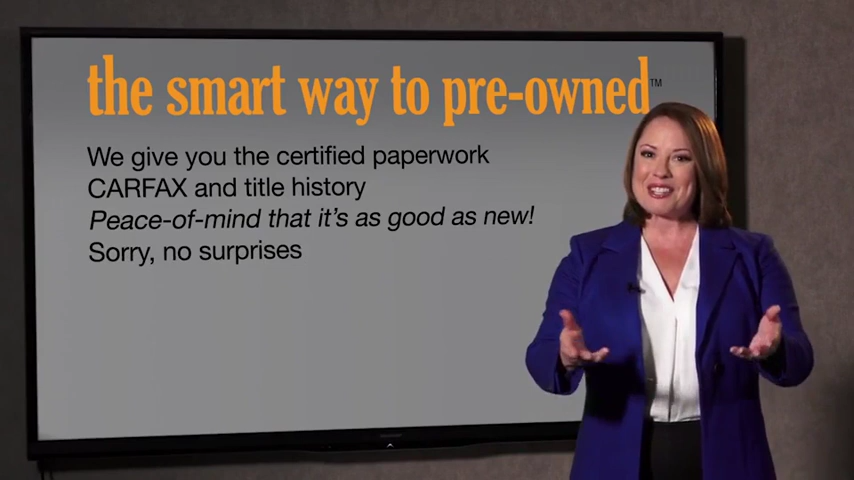 the smart way to pre-owned™
We give you the certified paperwork
CARFAX and title history
Peace-of-mind that it's as good as new!
Sorry, no surprises